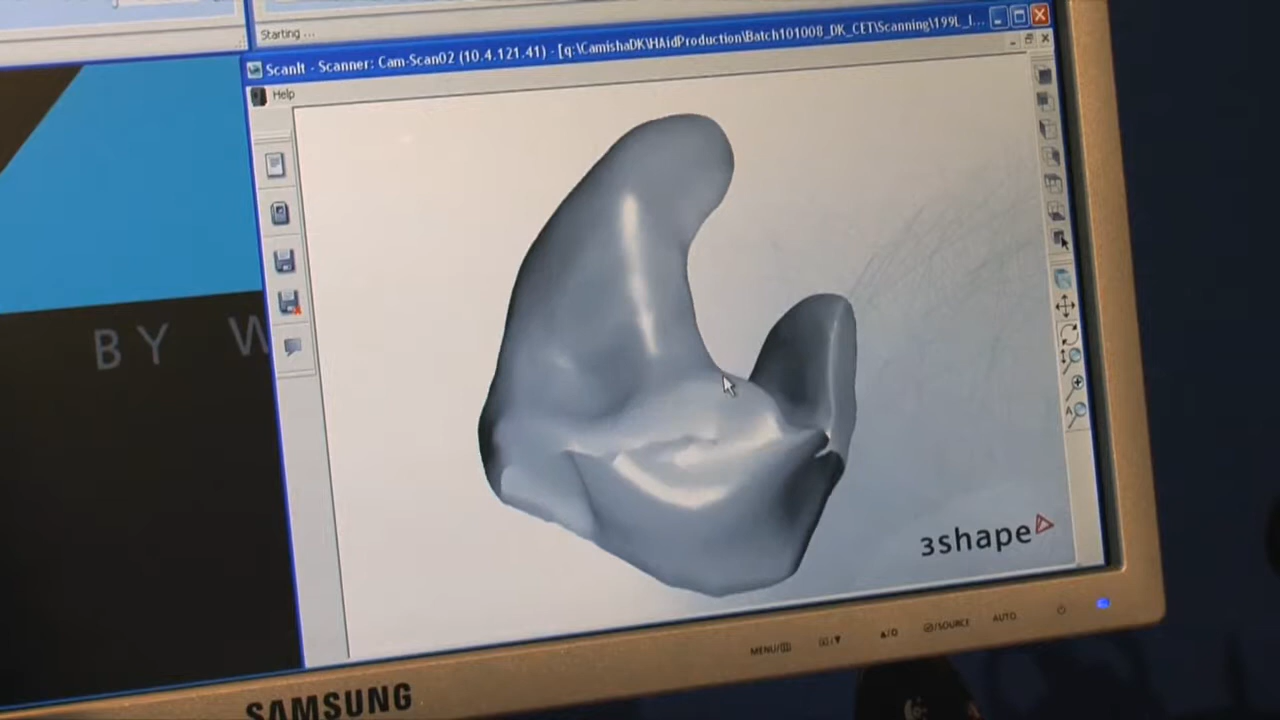 Starting ...
ScanIt - Scanner: Cam-Scan02 (10.4.121.41) - [q:\CamishaDK\HAidProduction\Batch101008_DK_CET\Scanning\199L_I...
Help
BY W
3shape
MENU
/SOURCE
AUTO
SAMSUNG